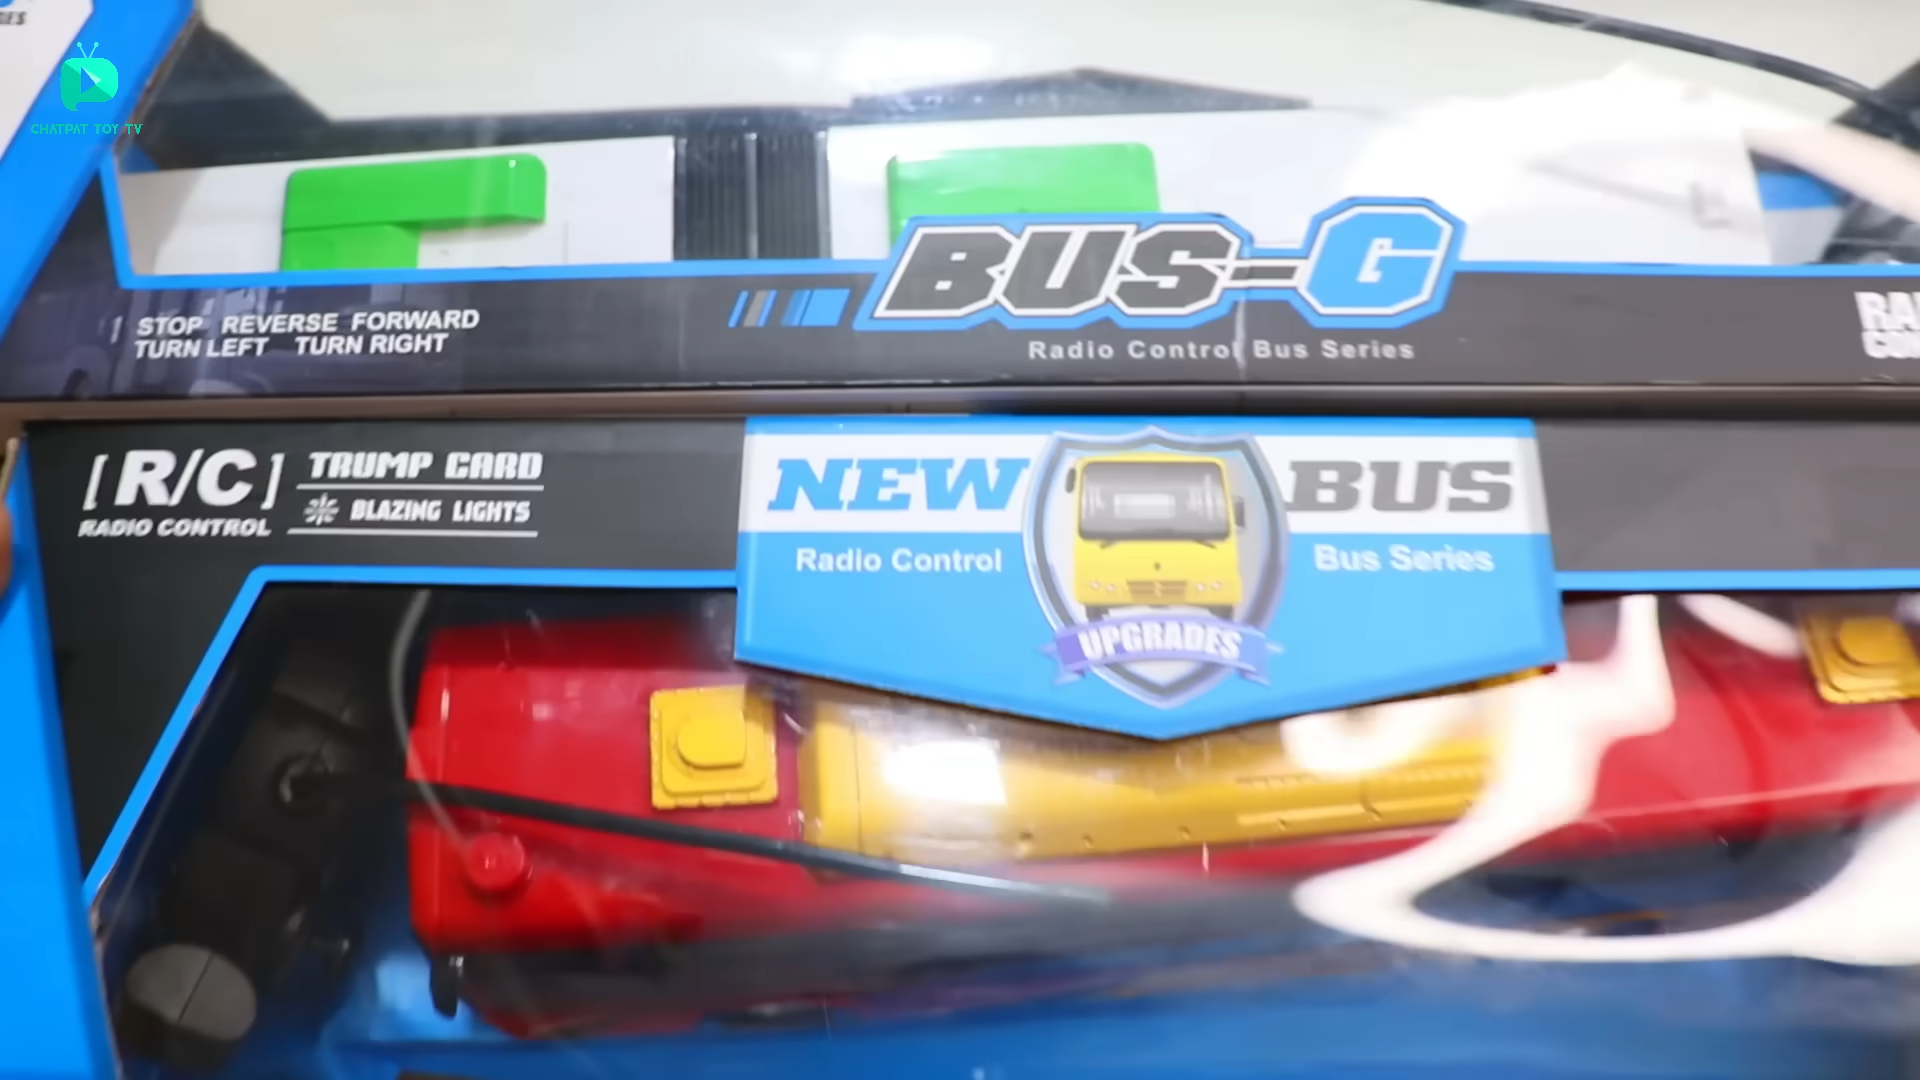 CHATPAT TOY TV
BUS-G
Radio Control Bus Series
STOP REVERSE FORWARD
TURN LEFT TURN RIGHT
[R/C]
RADIO CONTROL
TRUMP CARD
BLAZING LIGHTS
NEW BUS
Radio Control Bus Series
UPGRADES